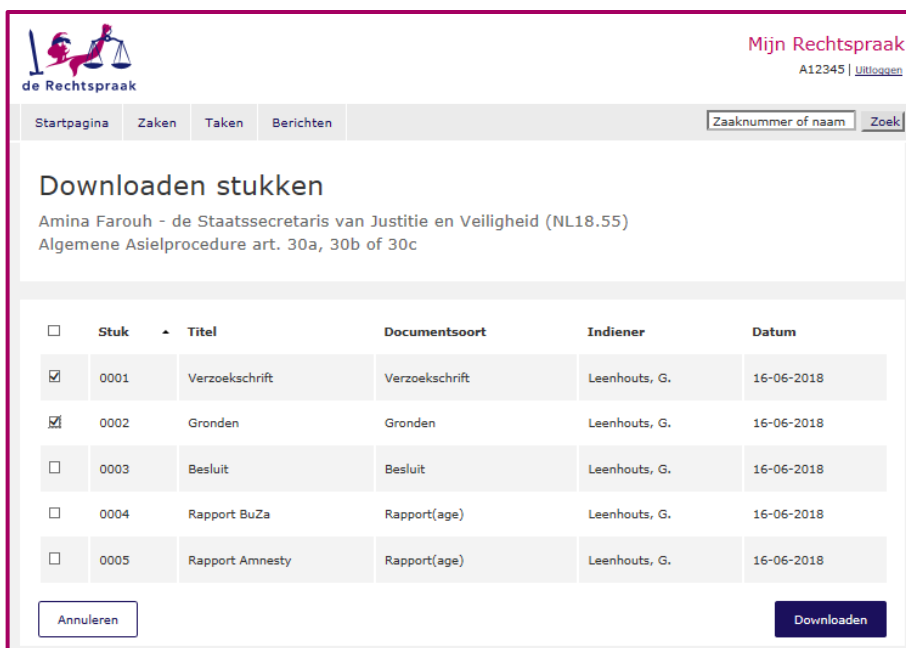 de Rechtspraak
Mijn Rechtspraak
A12345 | Uitloggen
Startpagina Zaken Taken Berichten Zaaknummer of naam Zoek
Downloaden stukken
Amina Farouh - de Staatssecretaris van Justitie en Veiligheid (NL18.55)
Algemene Asielprocedure art. 30a, 30b of 30c
Stuk Titel Documentsoort Indiener Datum
0001 Verzoekschrift Verzoekschrift Leenhouts, G. 16-06-2018
0002 Gronden Gronden Leenhouts, G. 16-06-2018
0003 Besluit Besluit Leenhouts, G. 16-06-2018
0004 Rapport BuZa Rapport(age) Leenhouts, G. 16-06-2018
0005 Rapport Amnesty Rapport(age) Leenhouts, G. 16-06-2018
Annuleren Downloaden